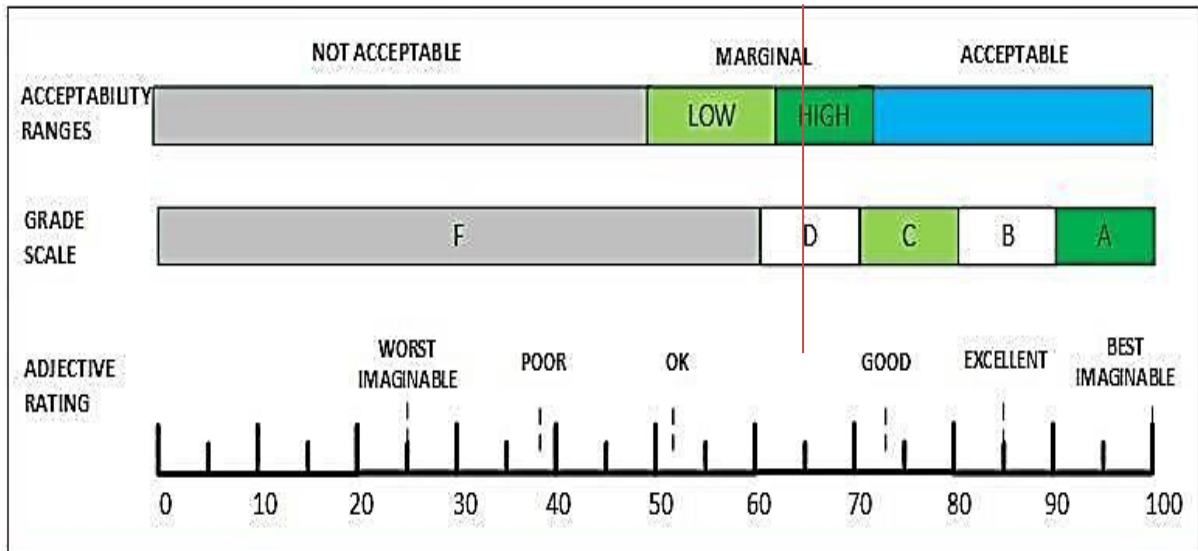 NOT ACCEPTABLE MARGINAL ACCEPTABLE
ACCEPTABILITY
RANGES
LOW HIGH
GRADE
SCALE
F D C B A
ADJECTIVE
RATING
WORST
IMAGINABLE
POOR OK GOOD EXCELLENT
BEST
IMAGINABLE
0 10 20 30 40 50 60 70 80 90 100